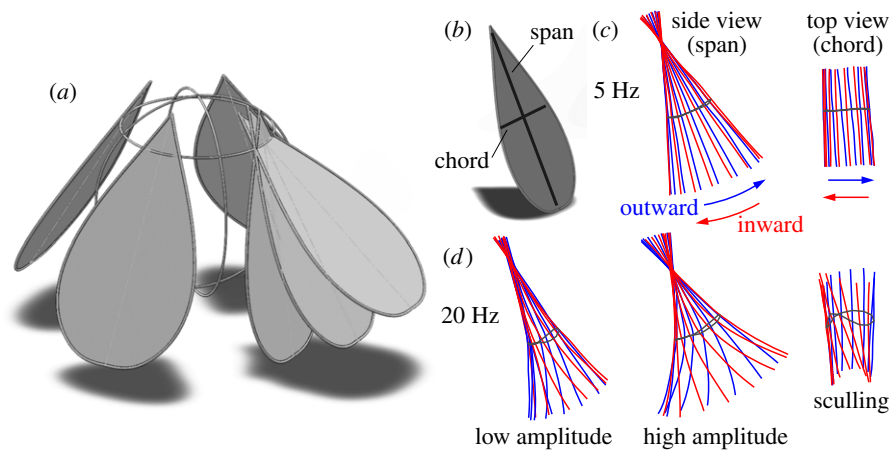 (a)
(b)
span
chord
(c)
side view
(span)
top view
(chord)
5 Hz
outward
inward
(d)
20 Hz
low amplitude
high amplitude
sculling